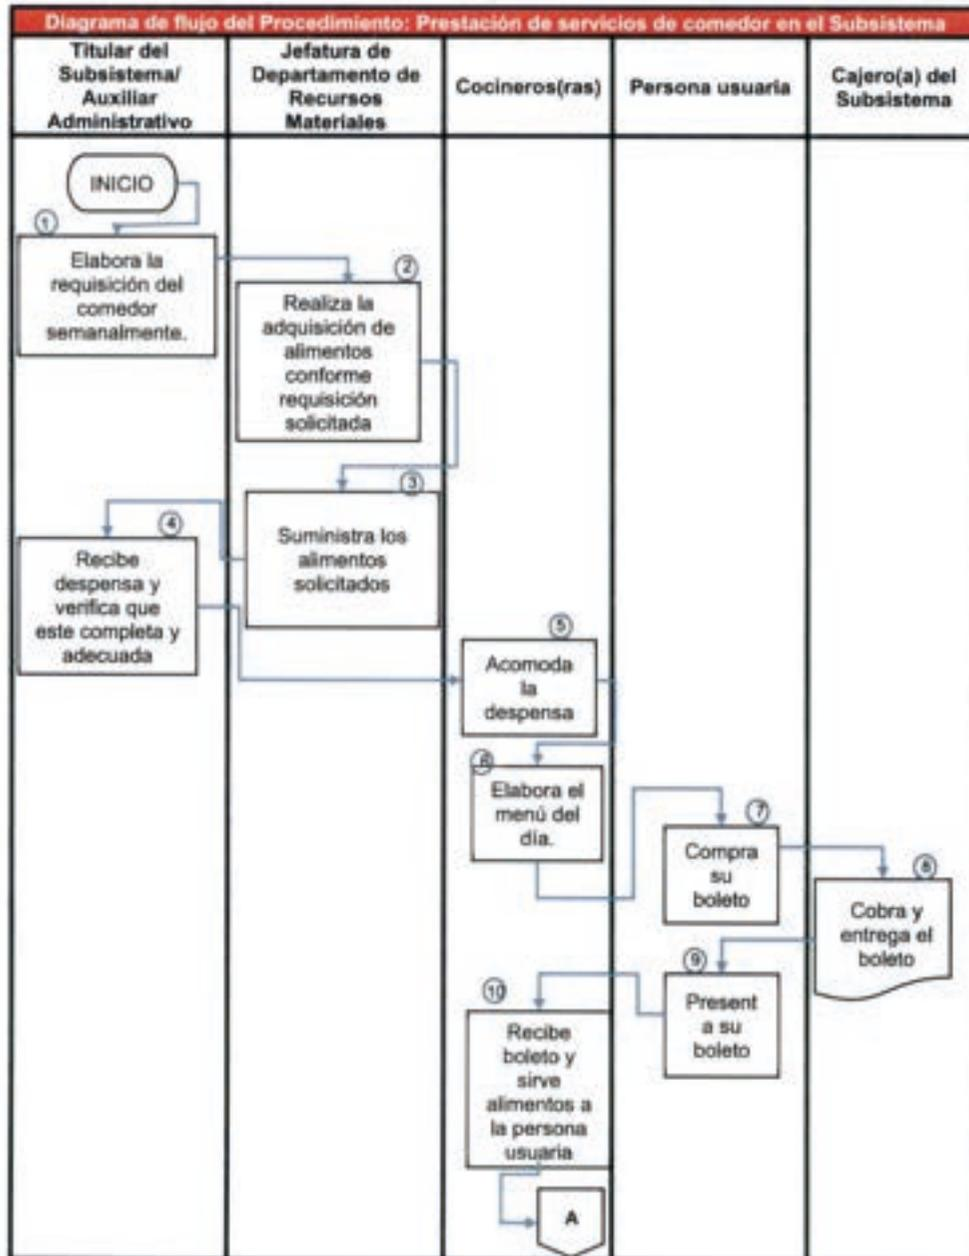 Diagrama de flujo del Procedimiento: Prestación de servicios de comedor en el Subsistema
Titular del
Subsistema/
Auxiliar
Administrativo
Jefatura de
Departamento de
Recursos
Materiales
Cocineros(ras)
Persona usuaria
Cajero(a) del
Subsistema
INICIO
1
Elabora la
requisición del
comedor
semanalmente.
2
Realiza la
adquisición de
alimentos
conforme
requisición
solicitada
3
Suministra los
alimentos
solicitados
4
Recibe
despensa y
verifica que
este completa y
adecuada
5
Acomoda
la
despensa
6
Elabora el
menú del
día.
7
Compra
su
boleto
8
Cobra y
entrega el
boleto
9
Present
a su
boleto
10
Recibe
boleto y
sirve
alimentos a
la persona
usuaria
A